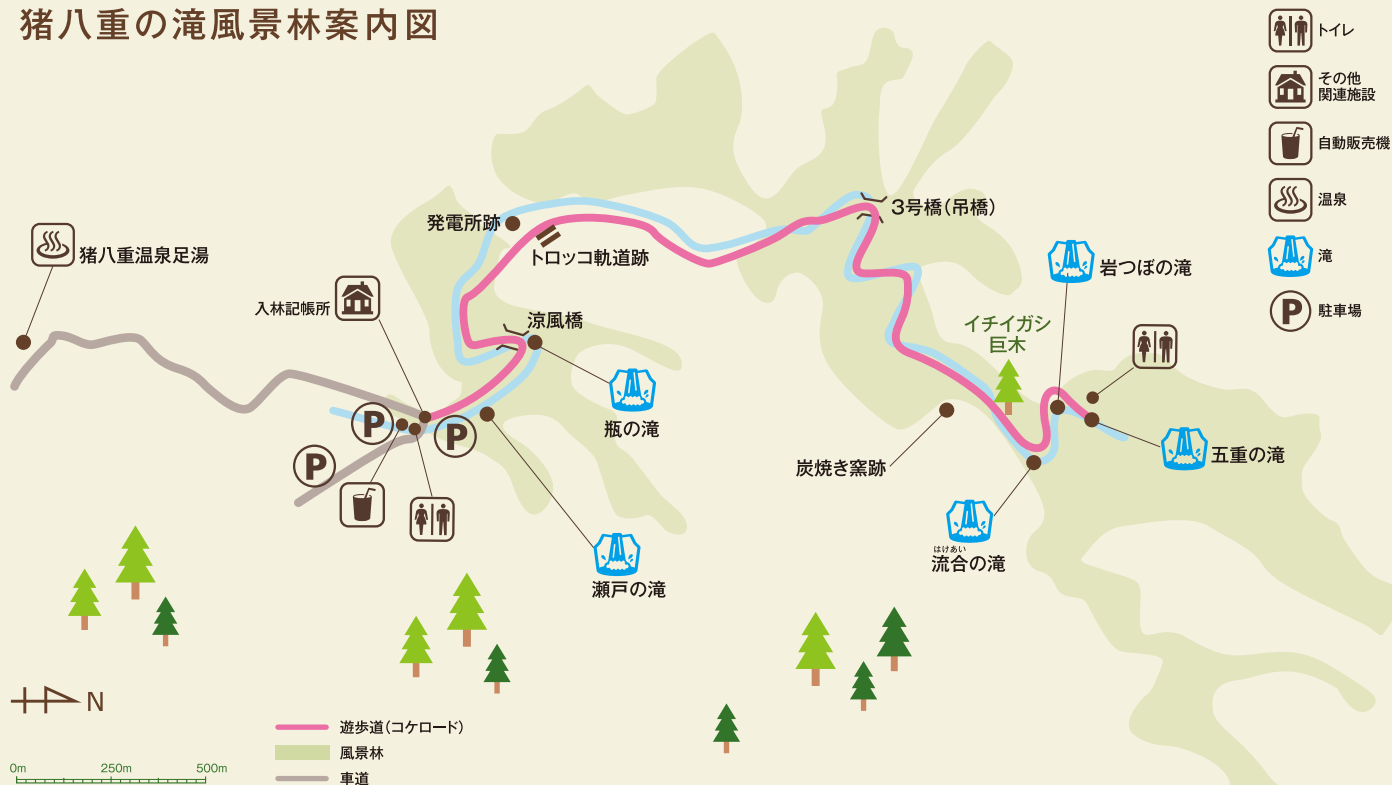 猪八重の滝風景林案内図
トイレ
その他
関連施設
自動販売機
温泉
滝
P
駐車場
猪八重温泉足湯
入林記帳所
発電所跡
トロッコ軌道跡
涼風橋
3号橋(吊橋)
岩つぼの滝
イチイガシ
巨木
瓶の滝
炭焼き窯跡
五重の滝
P
P
P
瀬戸の滝
はけあい
流合の滝
N
0m 250m 500m
遊歩道(コケロード)
風景林
車道